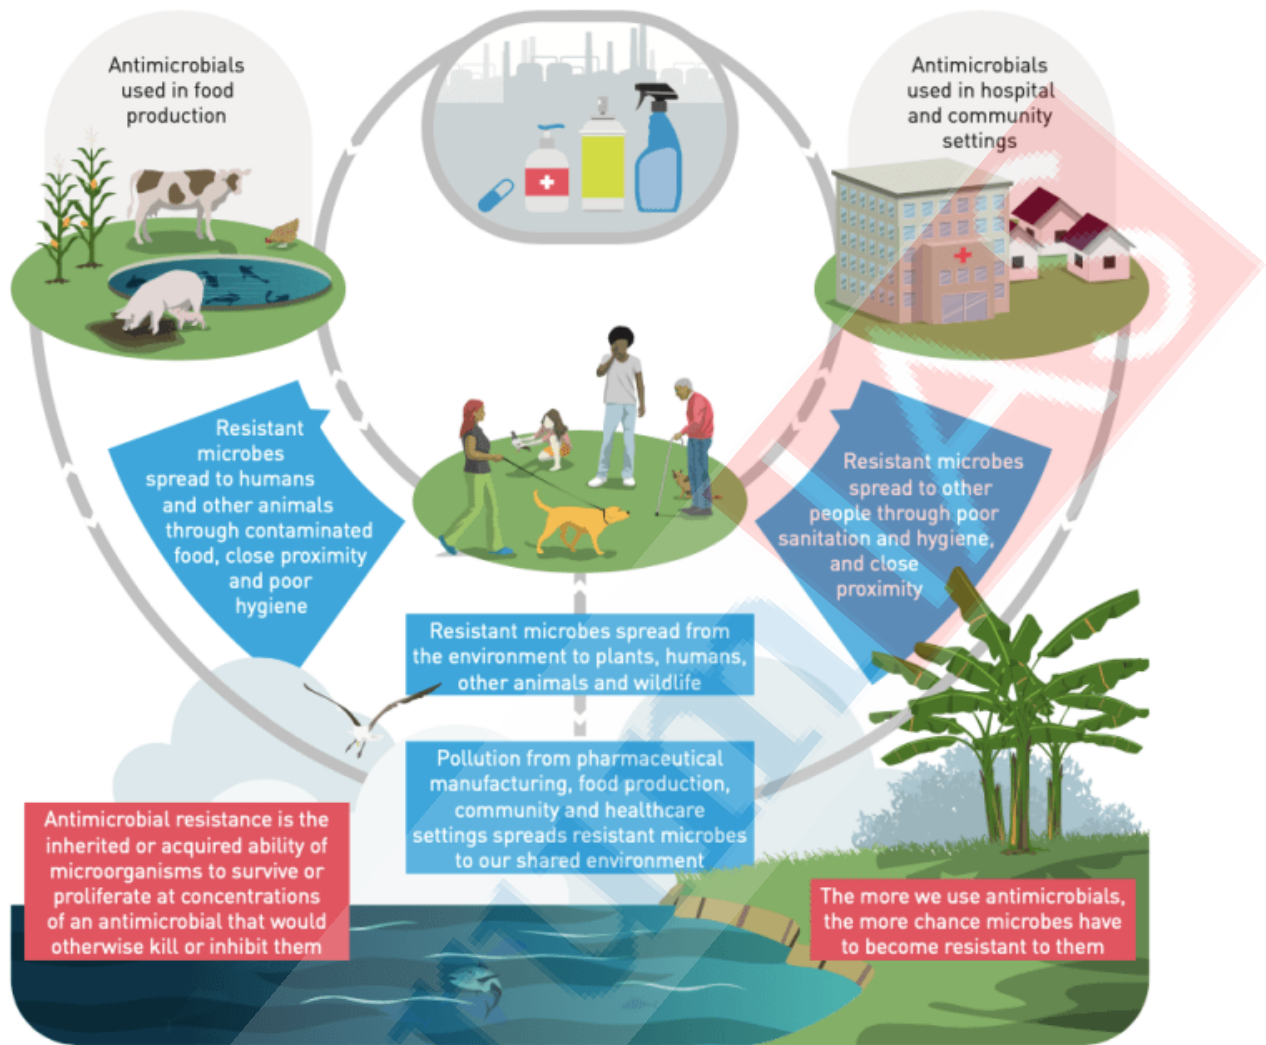 Antimicrobials
used in food
production
Antimicrobials
used in hospital
and community
settings
Resistant
microbes
spread to humans
and other animals
through contaminated
food, close proximity
and poor
hygiene
Resistant microbes
spread to other
people through poor
sanitation and hygiene,
and close
proximity
Resistant microbes spread from
the environment to plants, humans,
other animals and wildlife
Pollution from pharmaceutical
manufacturing, food production,
community and healthcare
settings spreads resistant microbes
to our shared environment
Antimicrobial resistance is the
inherited or acquired ability of
microorganisms to survive or
proliferate at concentrations
of an antimicrobial that would
otherwise kill or inhibit them
The more we use antimicrobials,
the more chance microbes have
to become resistant to them